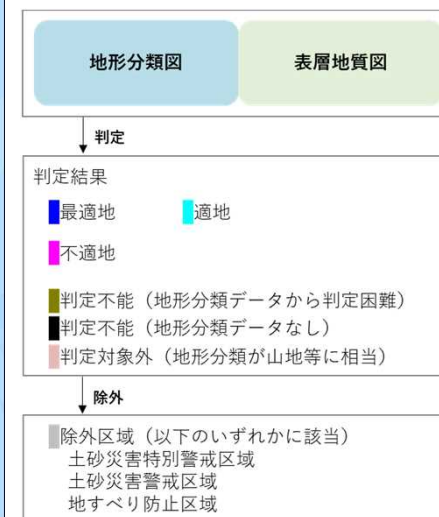 地形分類図 表層地質図
判定
判定結果
最適地 適地
不適地
判定不能（地形分類データから判定困難）
判定不能（地形分類データなし）
判定対象外（地形分類が山地等に相当）
除外
除外区域（以下のいずれかに該当）
土砂災害特別警戒区域
土砂災害警戒区域
地すべり防止区域